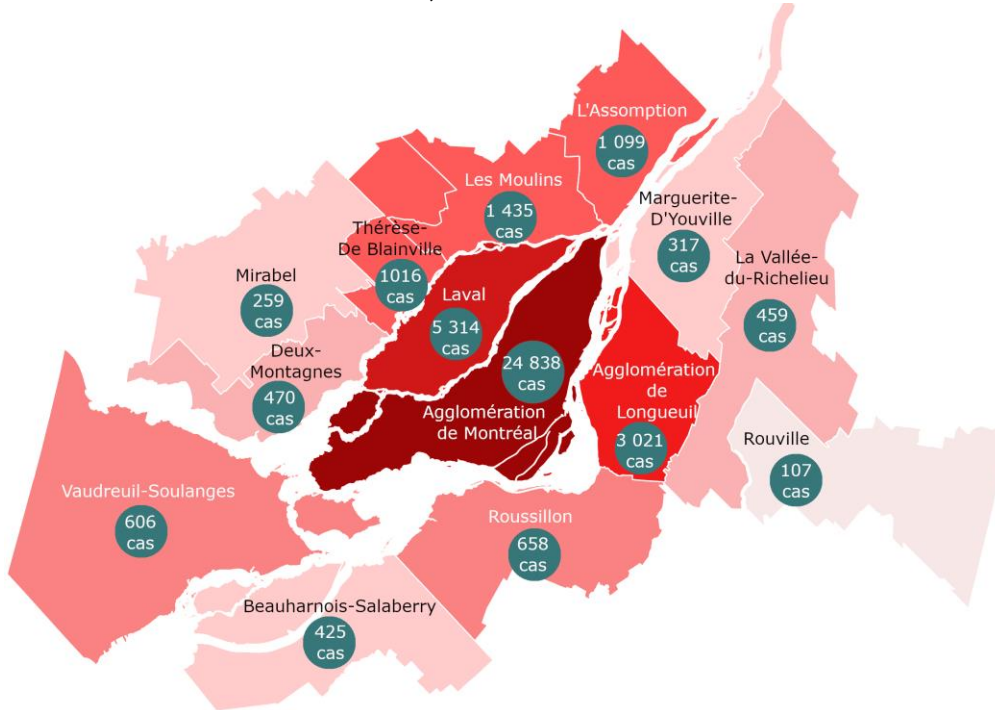 L'Assomption
1 099
cas
Les Moulins
1 435
cas
Marguerite-
D'Youville
317
cas
Thérèse-
De Blainville
1016
cas
La Vallée-
du-Richelieu
459
cas
Mirabel
259
cas
Laval
5 314
cas
Deux-
Montagnes
470
cas
24 838
cas
Agglomération
de Montréal
Agglomération
de
Longueuil
3 021
cas
Rouville
107
cas
Vaudreuil-Soulanges
606
cas
Roussillon
658
cas
Beauharnois-Salaberry
425
cas